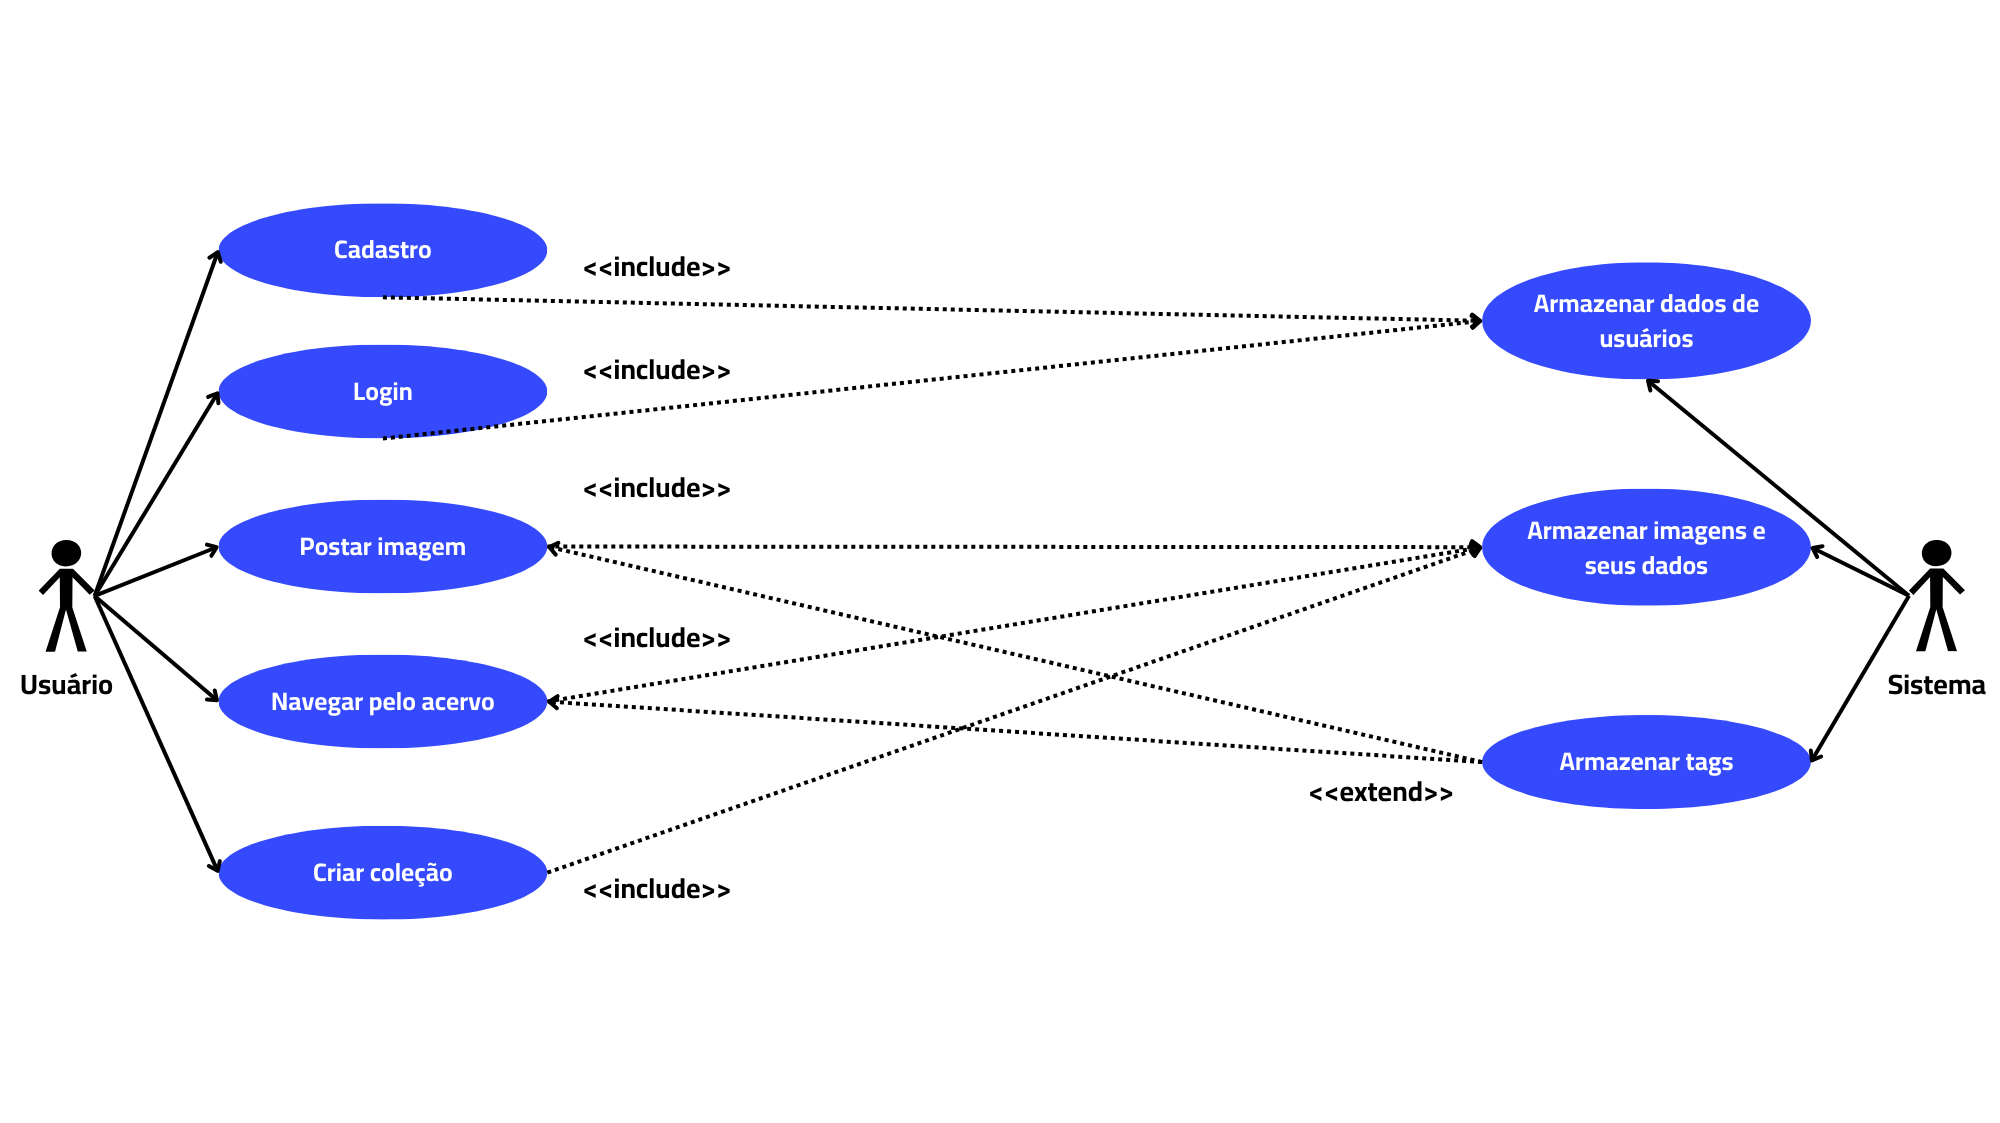 Cadastro
<<include>>
Armazenar dados de
usuários
<<include>>
Login
<<include>>
Postar imagem
Armazenar imagens e
seus dados
<<include>>
Usuário
Sistema
Navegar pelo acervo
Armazenar tags
<<extend>>
Criar coleção
<<include>>